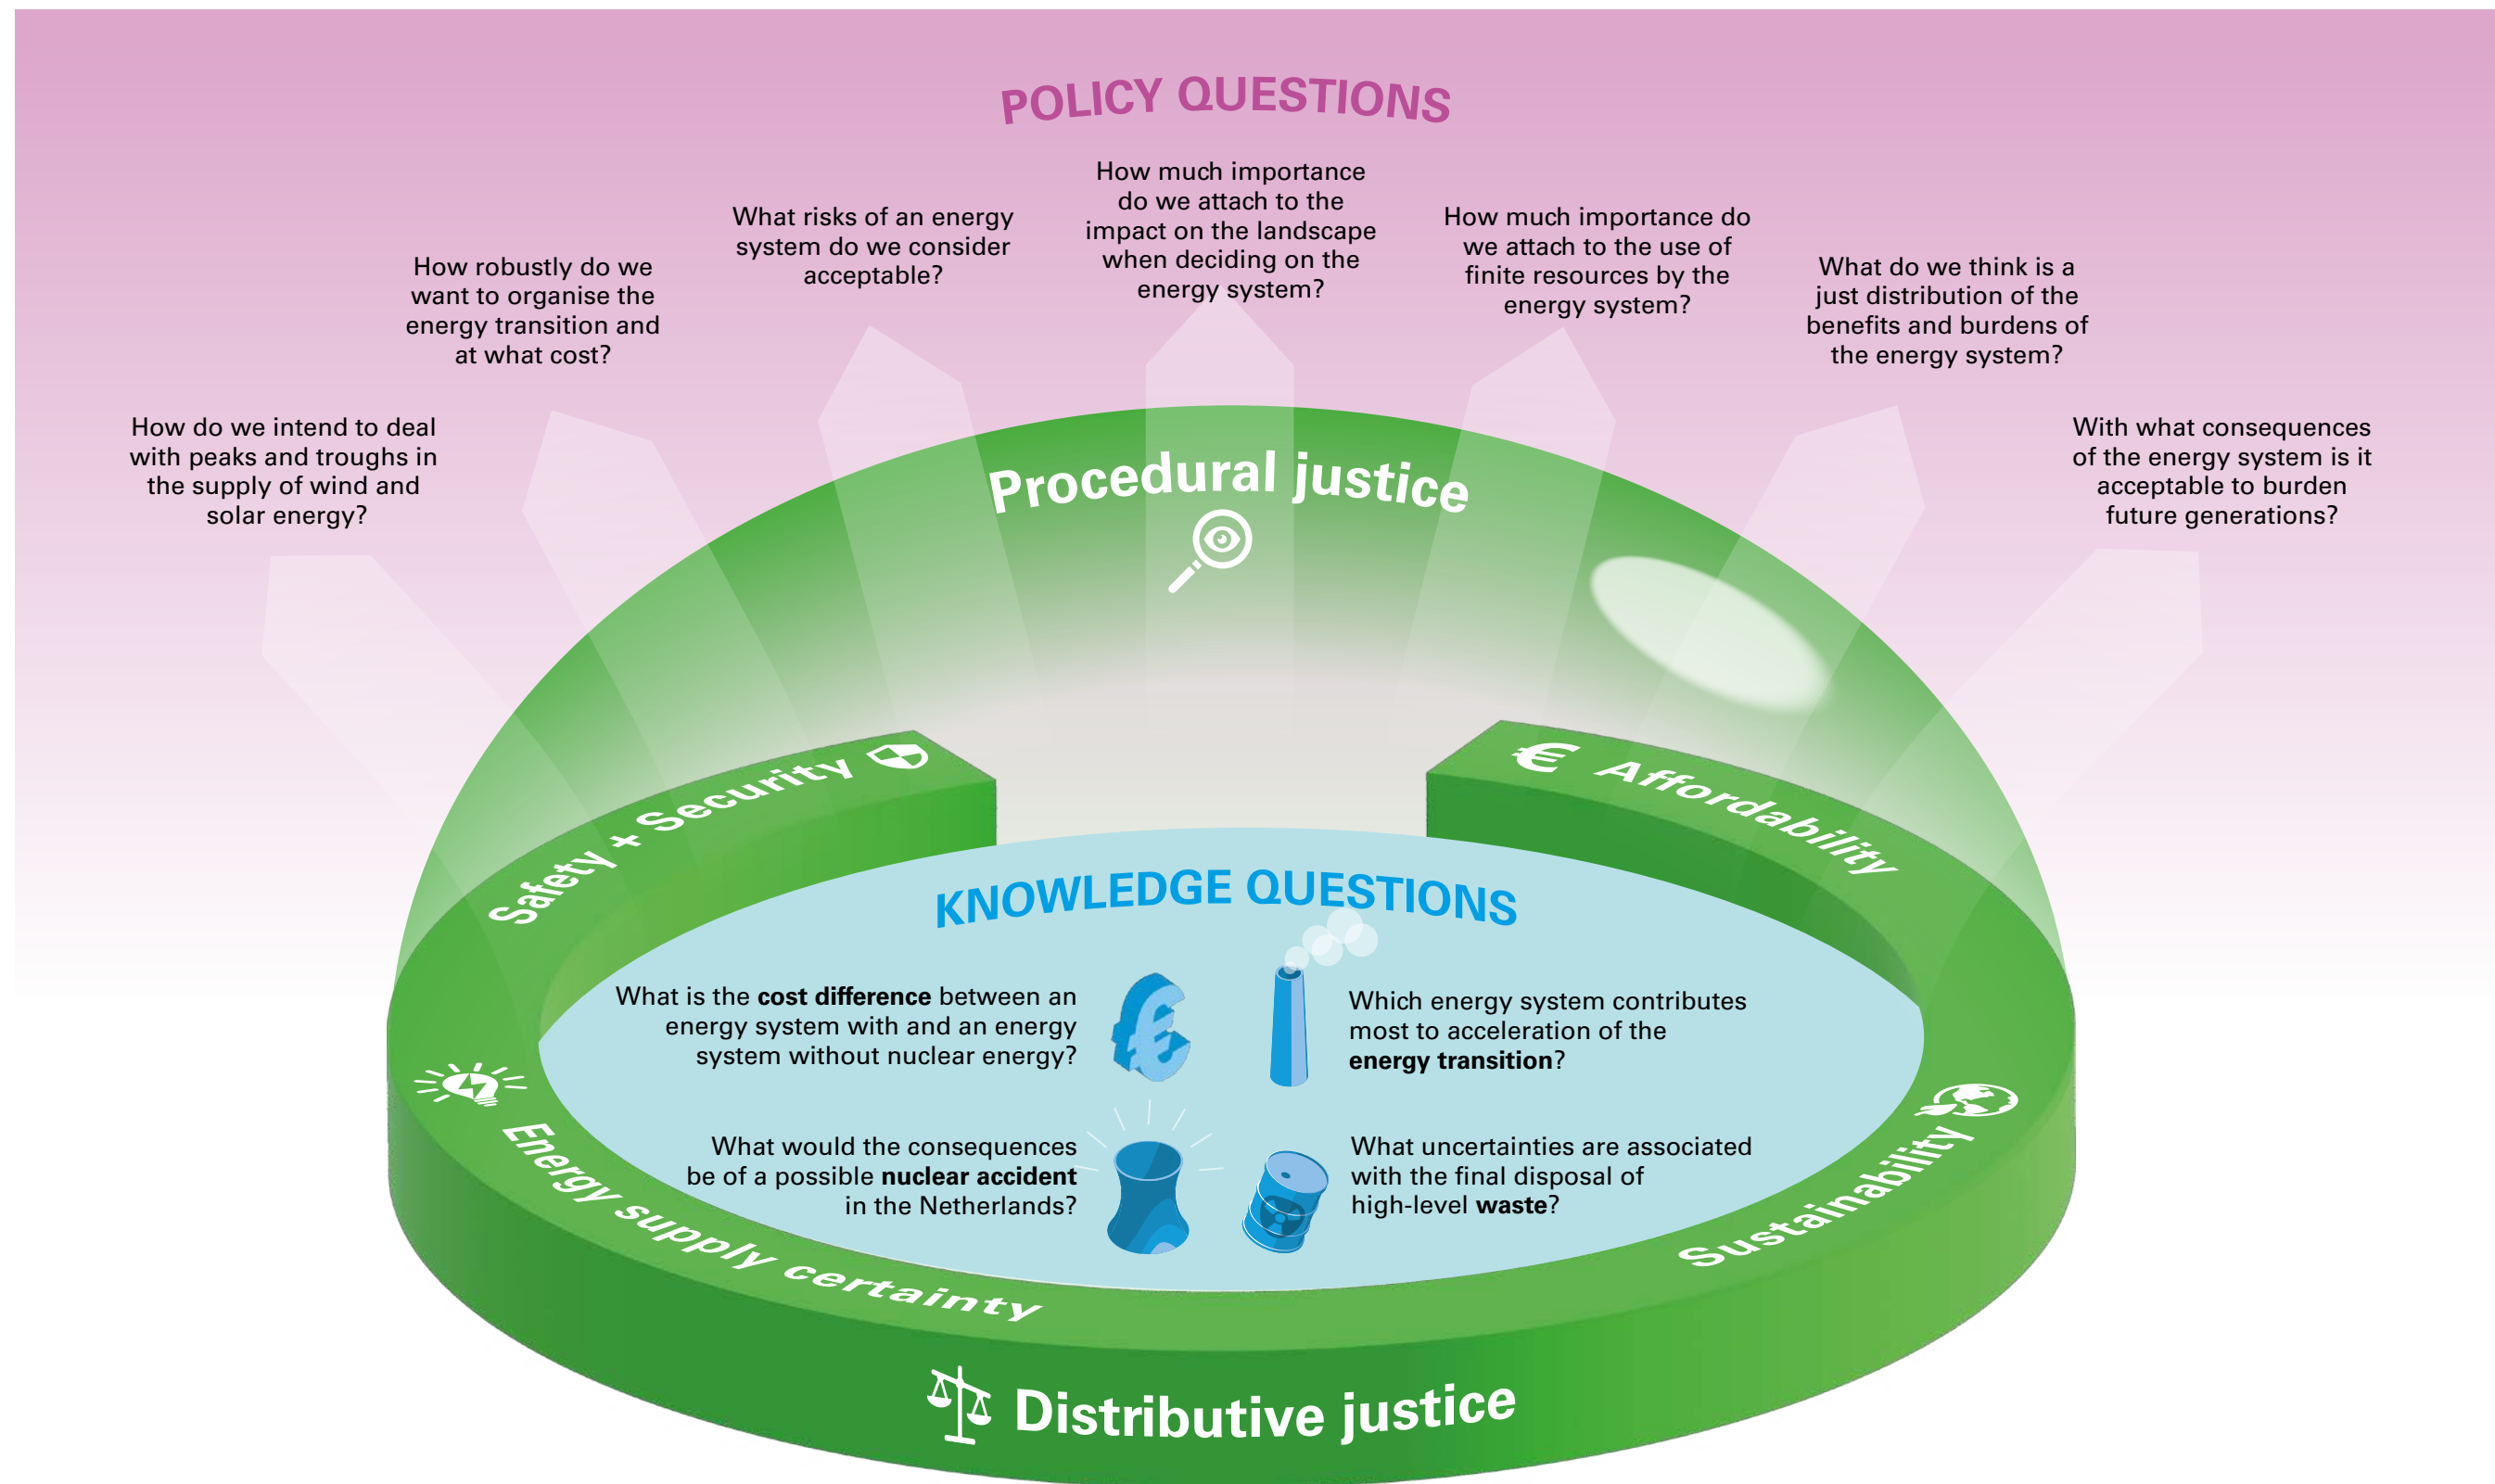 POLICY QUESTIONS
How do we intend to deal
with peaks and troughs in
the supply of wind and
solar energy?
How robustly do we
want to organise the
energy transition and
at what cost?
What risks of an energy
system do we consider
acceptable?
How much importance
do we attach to the
impact on the landscape
when deciding on the
energy system?
How much importance do
we attach to the use of
finite resources by the
energy system?
What do we think is a
just distribution of the
benefits and burdens of
the energy system?
With what consequences
of the energy system is it
acceptable to burden
future generations?
Procedural justice
Safety + Security
€ Affordability
KNOWLEDGE QUESTIONS
What is the cost difference between an
energy system with and an energy
system without nuclear energy?
€
Which energy system contributes
most to acceleration of the
energy transition?
What would the consequences
be of a possible nuclear accident
in the Netherlands?
What uncertainties are associated
with the final disposal of
high-level waste?
Energy supply certainty
Sustainability
Distributive justice